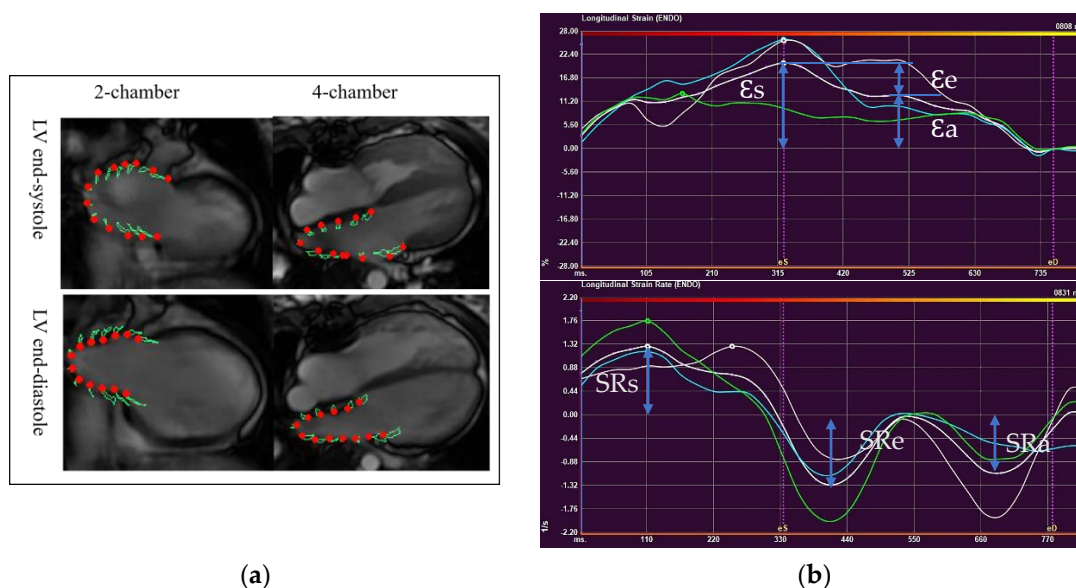 2-chamber
4-chamber
LV end-systole
LV end-diastole
(a)
Longitudinal Strain (ENDO)
0808 m
28.00
22.40
16.80
11.20
5.60
0.00
-5.60
-11.20
-16.80
-22.40
-28.00
%
ms.
105
210
315
420
525
630
735
eS
eD
Ɛs
Ɛe
Ɛa
Longitudinal Strain Rate (ENDO)
0831 m
2.20
1.76
1.32
0.88
0.44
0.00
-0.44
-0.88
-1.32
-1.76
-2.20
1/s
ms.
110
220
330
440
550
660
770
eS
eD
SRs
SRe
SRa
(b)